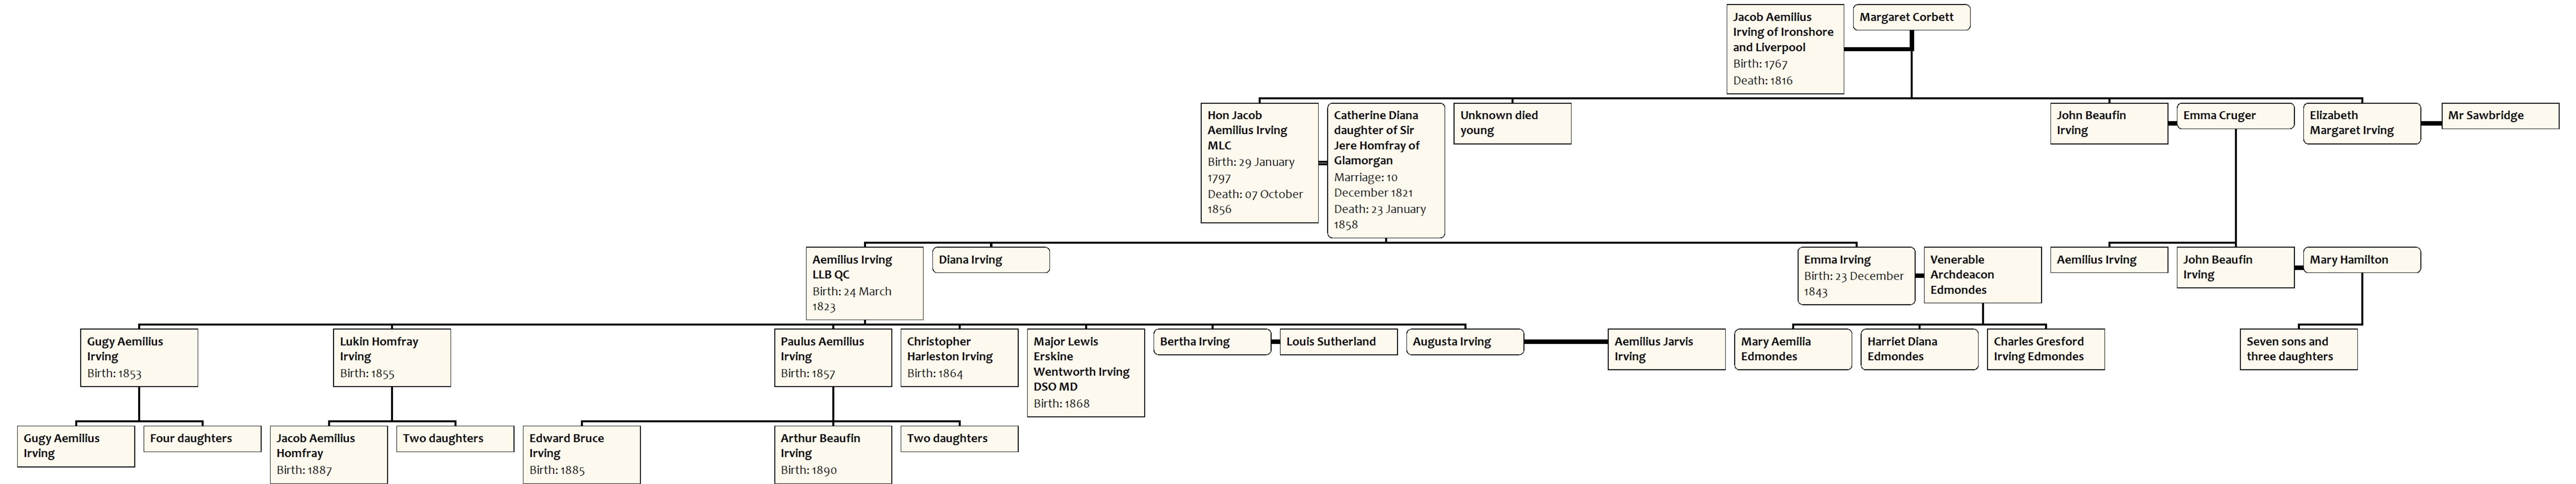 Jacob Aemilius
Irving of Ironshore
and Liverpool
Birth: 1767
Death: 1816
Margaret Corbett
Hon Jacob
Aemilius Irving
MLC
Birth: 29 January
1797
Death: 07 October
1856
Catherine Diana
daughter of Sir
Jere Homfray of
Glamorgan
Marriage: 10
December 1821
Death: 23 January
1858
Unknown died
young
John Beaufin
Irving
Emma Cruger
Elizabeth
Margaret Irving
Mr Sawbridge
Aemilius Irving
LLB QC
Birth: 24 March
1823
Diana Irving
Emma Irving
Birth: 23 December
1843
Venerable
Archdeacon
Edmondes
Aemilius Irving
John Beaufin
Irving
Mary Hamilton
Gugy Aemilius
Irving
Birth: 1853
Lukin Homfray
Irving
Birth: 1855
Paulus Aemilius
Irving
Birth: 1857
Christopher
Harleston Irving
Birth: 1864
Major Lewis
Erskine
Wentworth Irving
DSO MD
Birth: 1868
Bertha Irving
Louis Sutherland
Augusta Irving
Aemilius Jarvis
Irving
Mary Aemilia
Edmondes
Harriet Diana
Edmondes
Charles Gresford
Irving Edmondes
Seven sons and
three daughters
Gugy Aemilius
Irving
Four daughters
Jacob Aemilius
Homfray
Birth: 1887
Two daughters
Edward Bruce
Irving
Birth: 1885
Arthur Beaufin
Irving
Birth: 1890
Two daughters